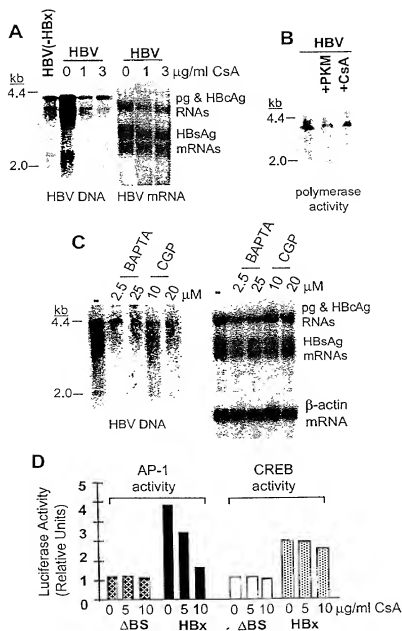 A
HBV(-HBx)
HBV
0 1 3
HBV
0 1 3 μg/ml CsA
kb
4.4
2.0
pg & HBcAg
RNAs
HBsAg
mRNAs
HBV DNA
HBV mRNA
B
HBV
+PKM
+CsA
kb
4.4
2.0
polymerase
activity
C
BAPTA
CGP
- 2.5 25 10 20 μM
kb
4.4
2.0
HBV DNA
BAPTA
CGP
- 2.5 25 10 20 μM
pg & HBcAg
RNAs
HBsAg
mRNAs
β-actin
mRNA
D
AP-1
activity
CREB
activity
Luciferase Activity
(Relative Units)
5
4
3
2
1
0
0 5 10 0 5 10 0 5 10 0 5 10 μg/ml CsA
ΔBS HBx ΔBS HBx